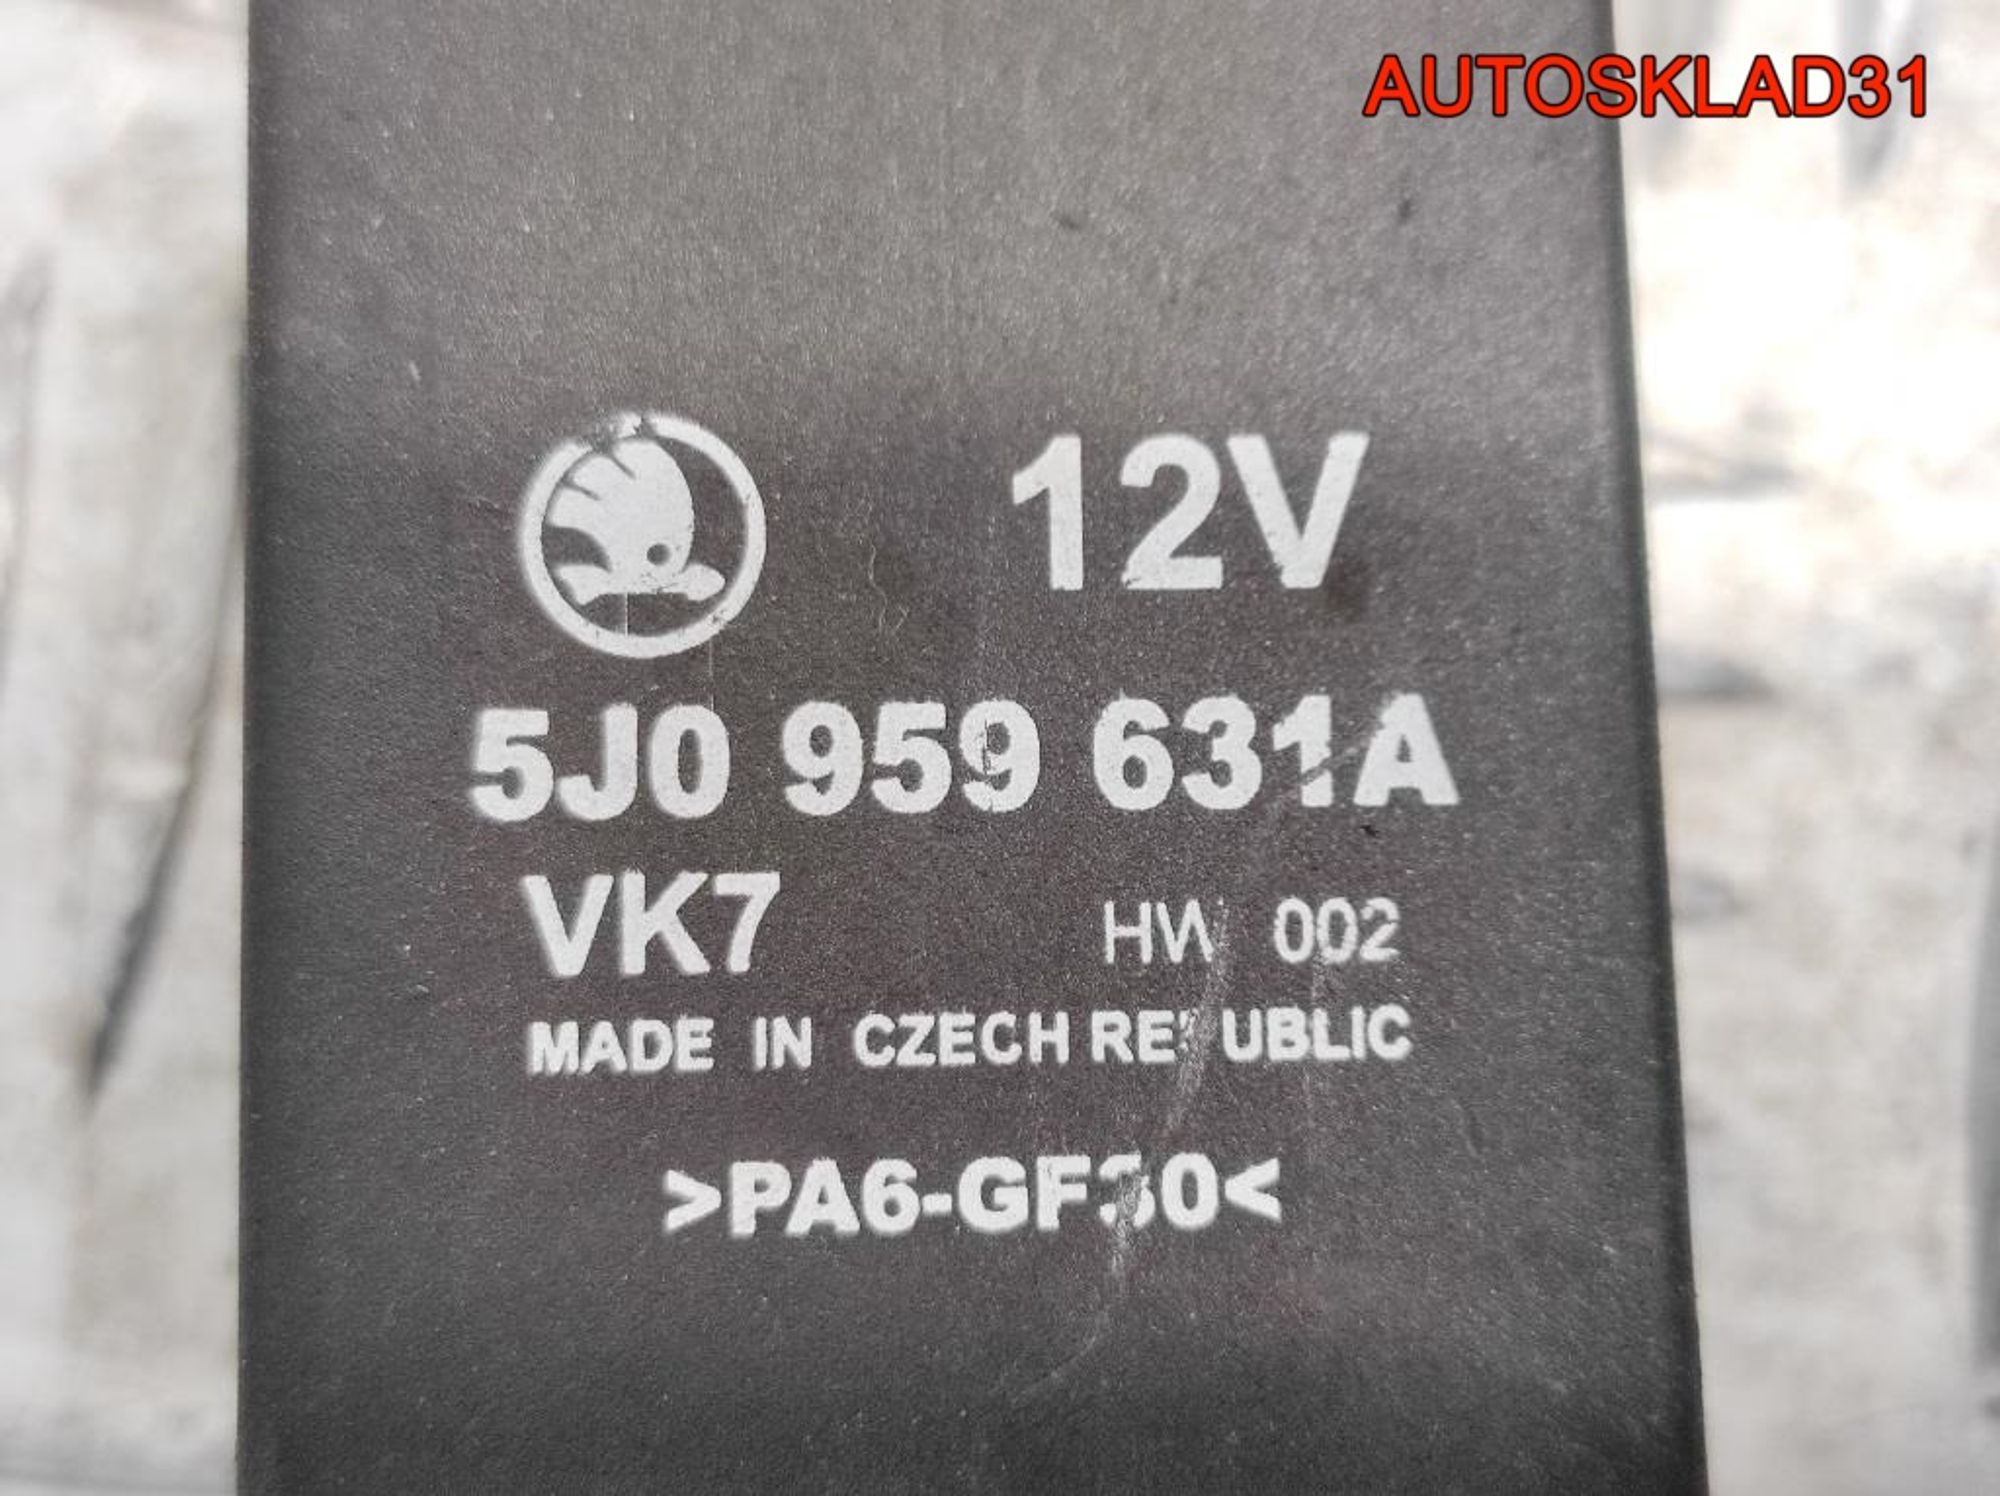 AUTOSKLAD31
12V
5J0 959 631A
VK7 HW 002
MADE IN CZECH REPUBLIC
>PA6-GF30<